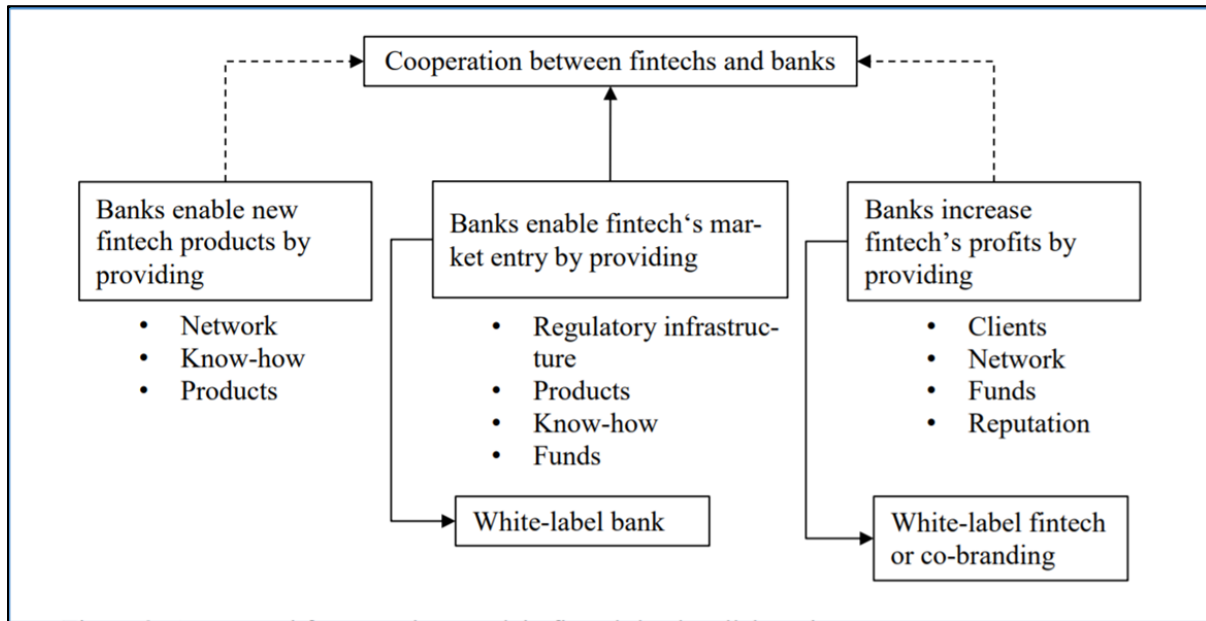 Cooperation between fintechs and banks
Banks enable new
fintech products by
providing
• Network
• Know-how
• Products
Banks enable fintech‘s mar-
ket entry by providing
• Regulatory infrastruc-
ture
• Products
• Know-how
• Funds
White-label bank
Banks increase
fintech’s profits by
providing
• Clients
• Network
• Funds
• Reputation
White-label fintech
or co-branding